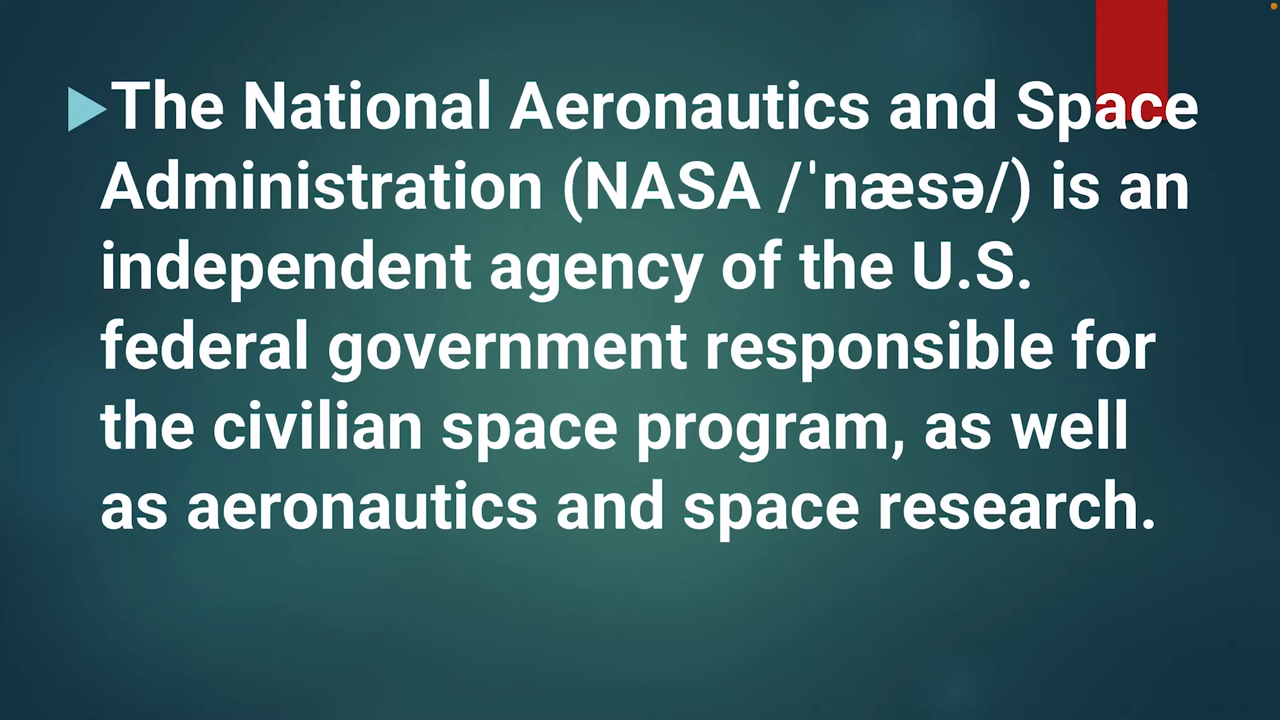 The National Aeronautics and Space
Administration (NASA /ˈnæsə/) is an
independent agency of the U.S.
federal government responsible for
the civilian space program, as well
as aeronautics and space research.